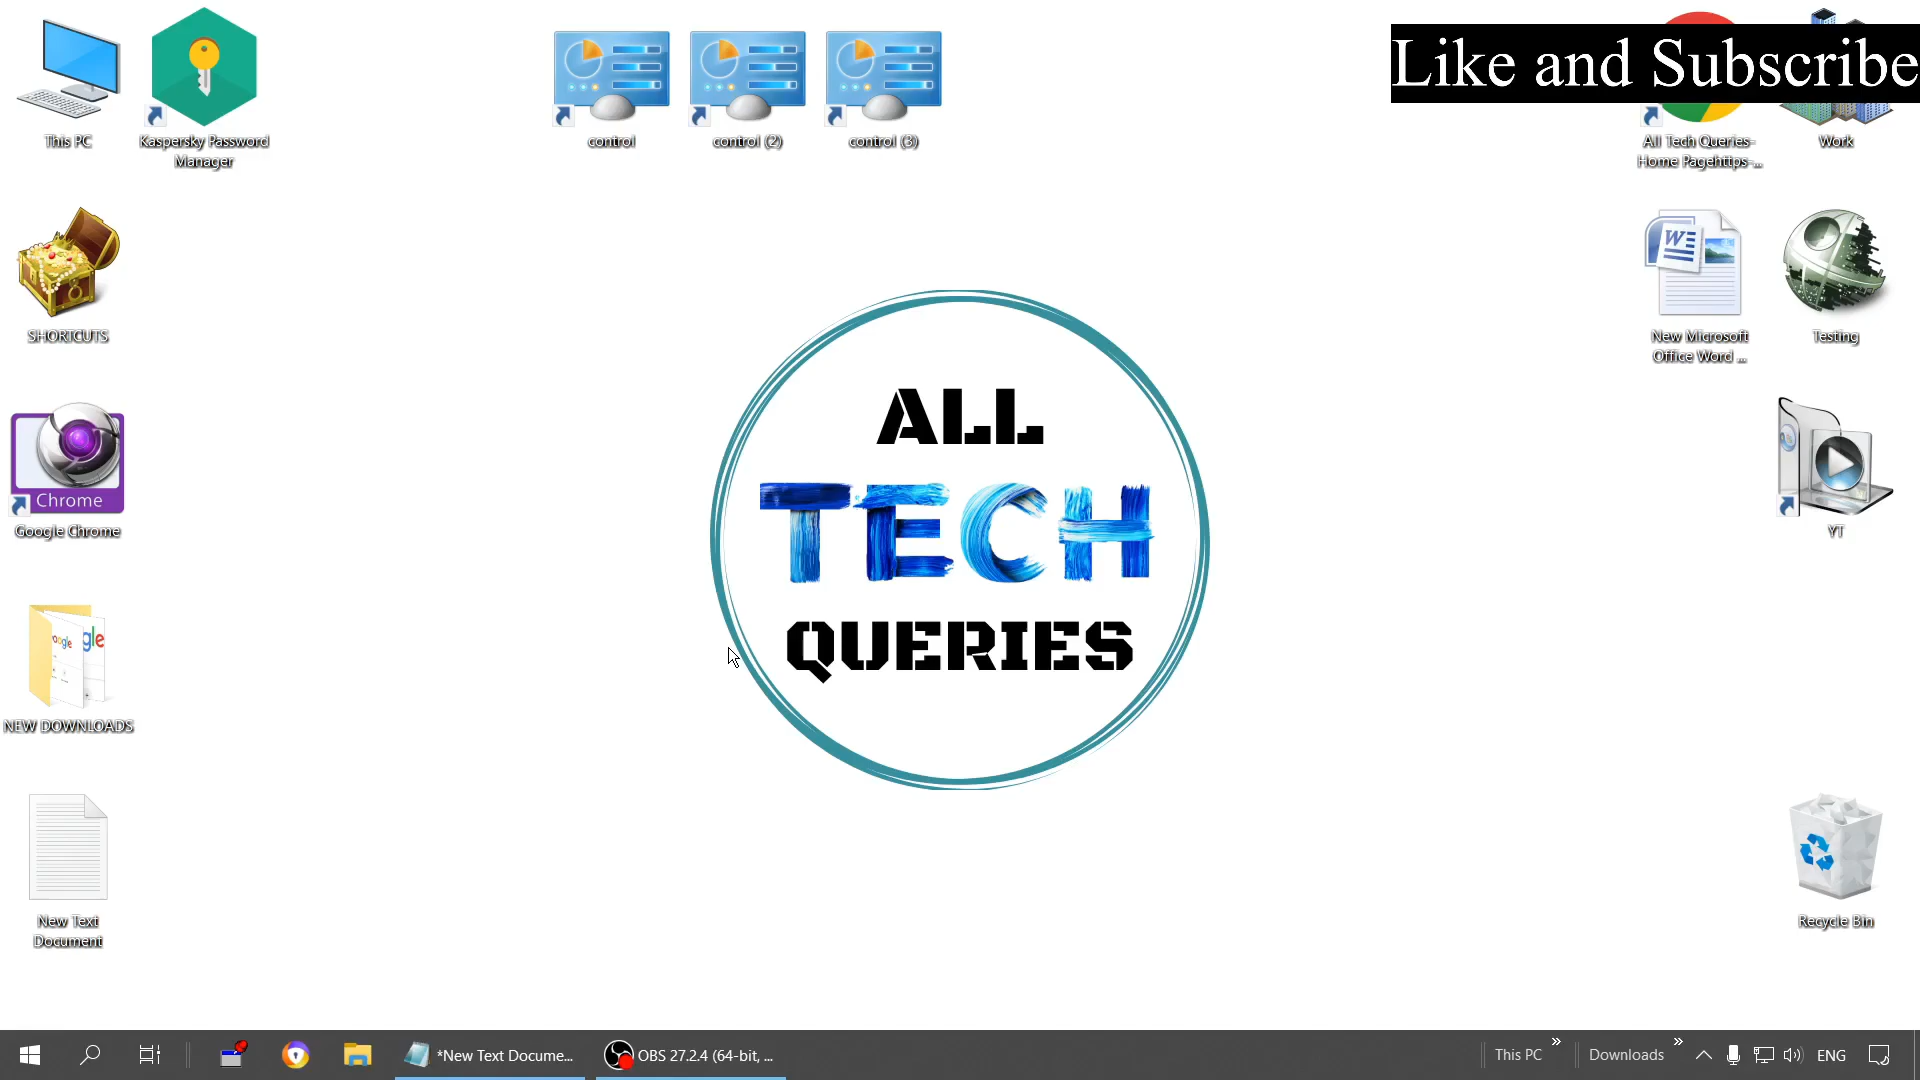 Like and Subscribe
This PC
Kaspersky Password
Manager
control
control (2)
control (3)
All Tech Queries-
Home Pagehttps-...
Work
SHORTCUTS
New Microsoft
Office Word ...
Testing
Chrome
Google Chrome
YT
ALL
TECH
QUERIES
NEW DOWNLOADS
New Text
Document
Recycle Bin
*New Text Docume...
OBS 27.2.4 (64-bit, ...
This PC
Downloads
ENG